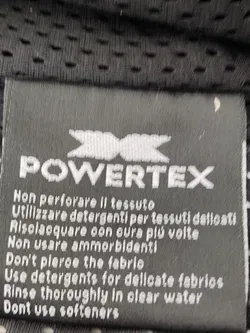 POWERTEX
Non perforare il tessuto
Utilizzare detergenti per tessuti delicati
Risciacquare con cura più volte
Non usare ammorbidenti
Don't pierce the fabric
Use detergents for delicate fabrics
Rinse thoroughly in clear water
Dont use softeners